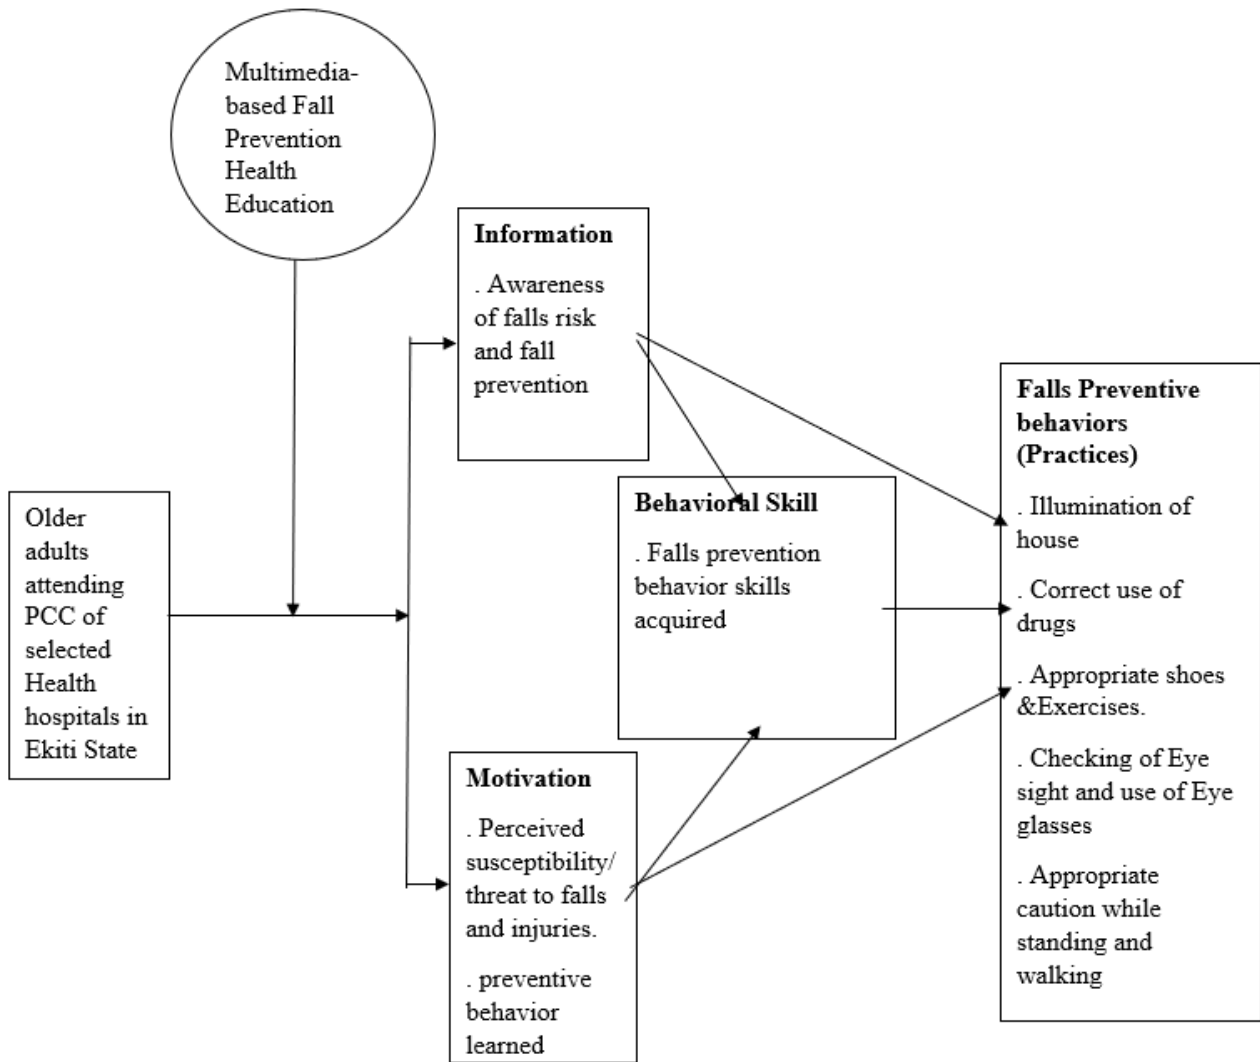 Multimedia-
based Fall
Prevention
Health
Education
Information
. Awareness
of falls risk
and fall
prevention
Older
adults
attending
PCC of
selected
Health
hospitals in
Ekiti State
Behavioral Skill
. Falls prevention
behavior skills
acquired
Motivation
. Perceived
susceptibility/
threat to falls
and injuries.
. preventive
behavior
learned
Falls Preventive
behaviors
(Practices)
. Illumination of
house
. Correct use of
drugs
. Appropriate shoes
&Exercises.
. Checking of Eye
sight and use of Eye
glasses
. Appropriate
caution while
standing and
walking